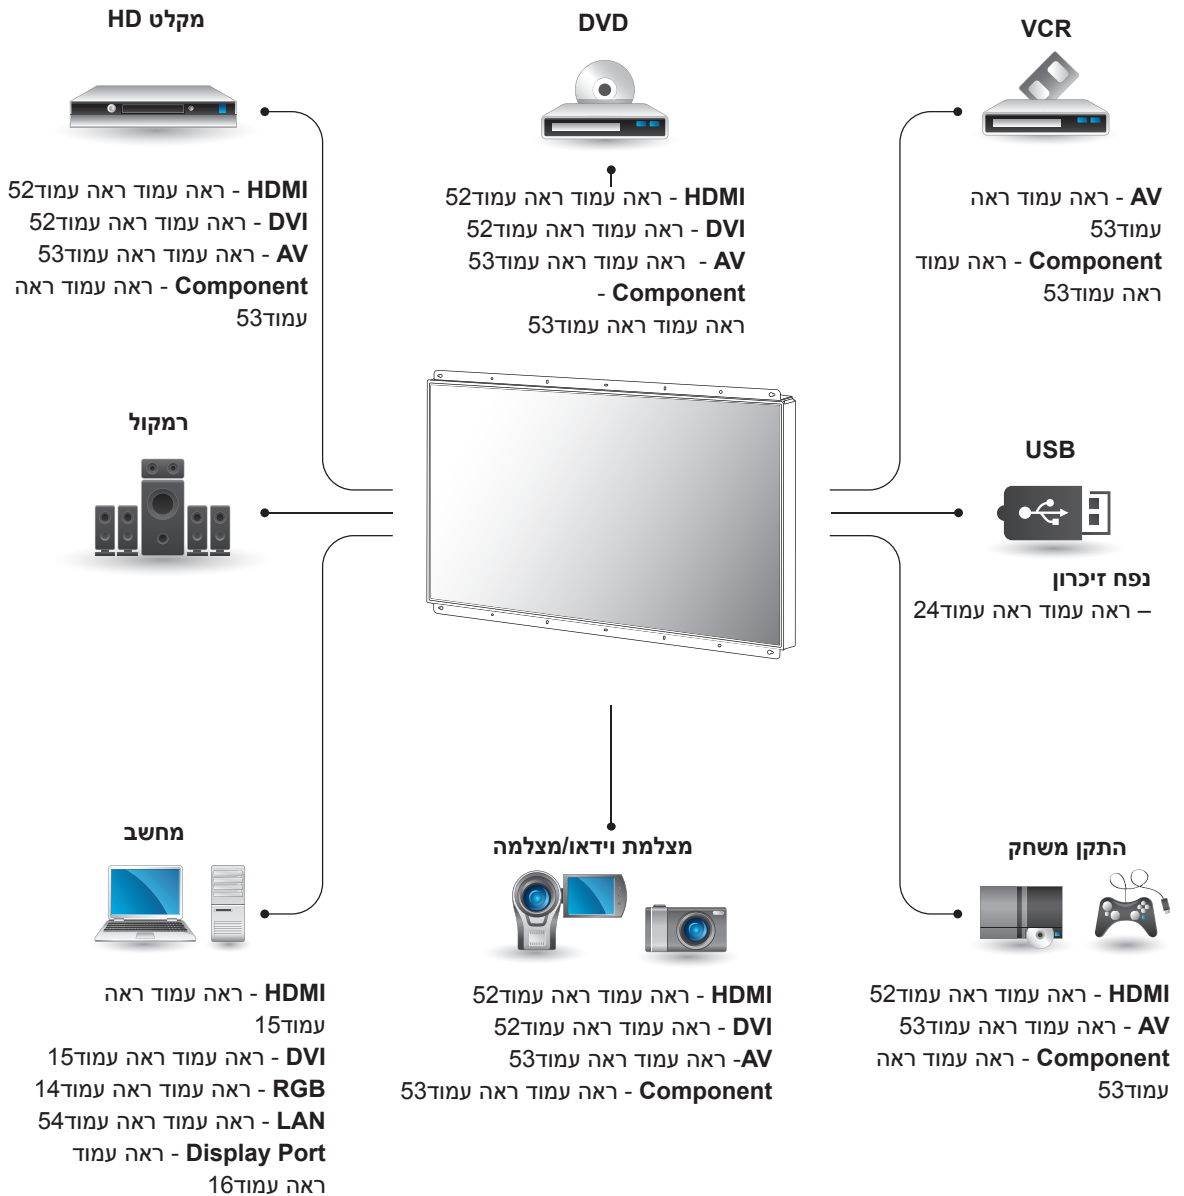 מקלט HD
HDMI - ראה עמוד ראה עמוד52
DVI - ראה עמוד ראה עמוד52
AV - ראה עמוד ראה עמוד53
Component - ראה עמוד ראה
עמוד53
DVD
HDMI - ראה עמוד ראה עמוד52
DVI - ראה עמוד ראה עמוד52
AV - ראה עמוד ראה עמוד53
Component -
ראה עמוד ראה עמוד53
VCR
AV - ראה עמוד ראה
עמוד53
Component - ראה עמוד
ראה עמוד53
רמקול
USB
נפח זיכרון
– ראה עמוד ראה עמוד24
מחשב
HDMI - ראה עמוד ראה
עמוד15
DVI - ראה עמוד ראה עמוד15
RGB - ראה עמוד ראה עמוד14
LAN - ראה עמוד ראה עמוד54
Display Port - ראה עמוד
ראה עמוד16
מצלמת וידאו/מצלמה
HDMI - ראה עמוד ראה עמוד52
DVI - ראה עמוד ראה עמוד52
AV- ראה עמוד ראה עמוד53
Component - ראה עמוד ראה עמוד53
התקן משחק
HDMI - ראה עמוד ראה עמוד52
AV - ראה עמוד ראה עמוד53
Component - ראה עמוד ראה
עמוד53